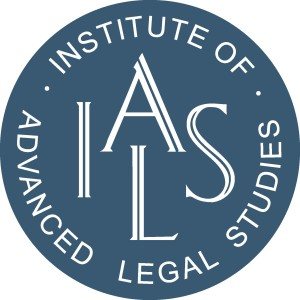 INSTITUTE OF
ADVANCED LEGAL STUDIES
IALS